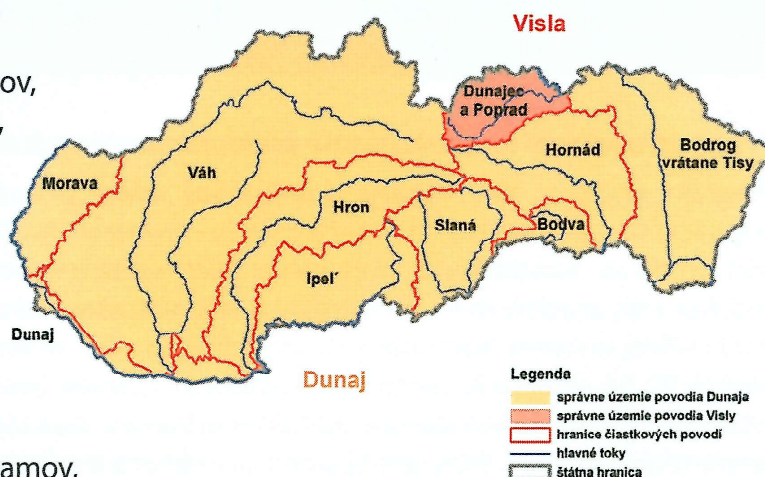 Visla
ov,
,
Dunajec
a Poprad
Hornád
Bodrog
vrátane Tisy
Morava
Váh
Hron
Slaná
Bodva
Ipeľ
Dunaj
Dunaj
Legenda
správne územie povodia Dunaja
správne územie povodia Visly
hranice čiastkových povodí
hlavné toky
štátna hranica
amov,